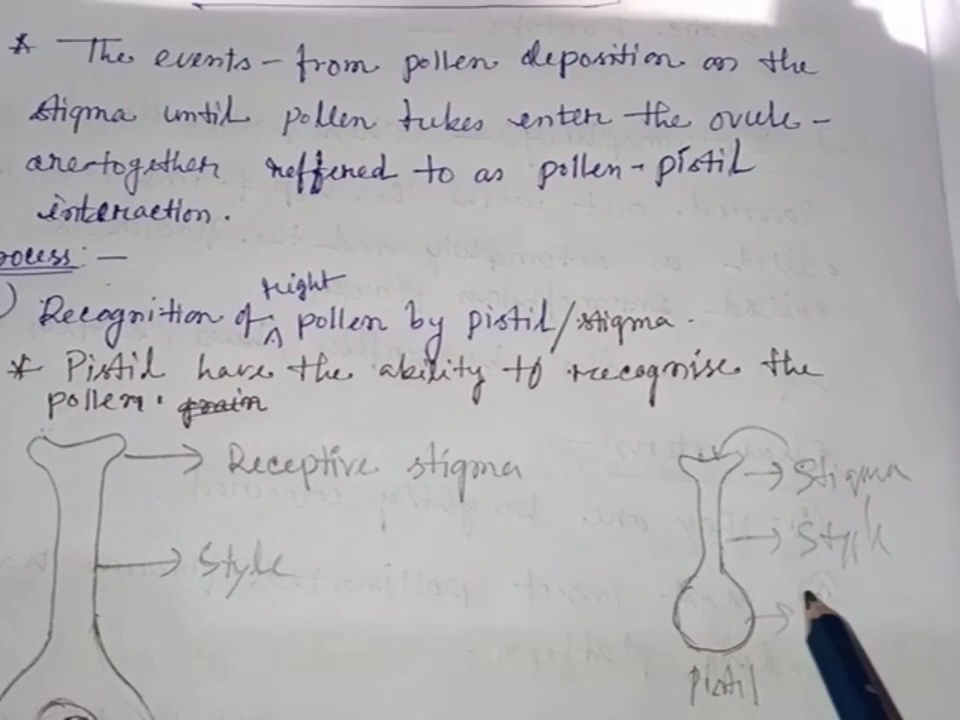 * The events - from pollen deposition on the
stigma until pollen tubes enter the ovule -
are together reffered to as pollen - pistil
interaction.
rocess : -
) Recognition of right pollen by pistil/stigma.
* Pistil have the ability to recognise the
pollen.
Receptive stigma
Style
Stigma
Style
Pistil